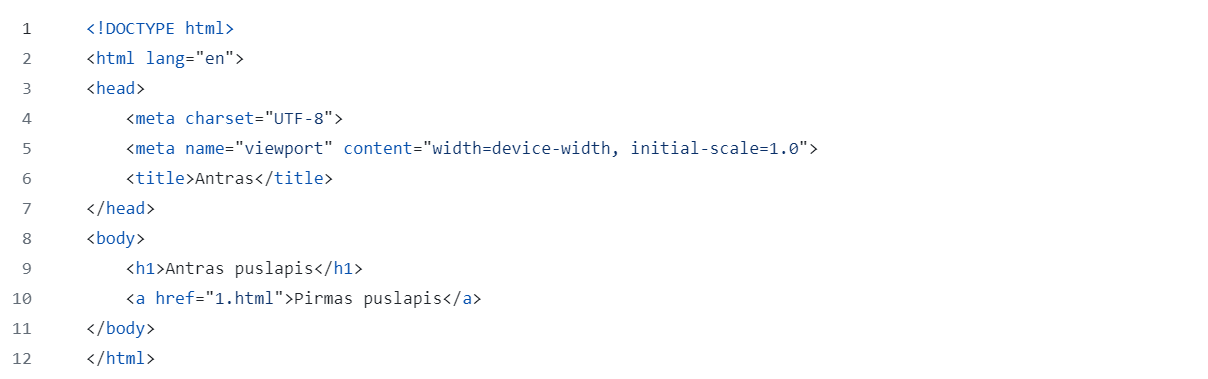 1 <!DOCTYPE html>
2 <html lang="en">
3 <head>
4     <meta charset="UTF-8">
5     <meta name="viewport" content="width=device-width, initial-scale=1.0">
6     <title>Antras</title>
7 </head>
8 <body>
9     <h1>Antras puslapis</h1>
10     <a href="1.html">Pirmas puslapis</a>
11 </body>
12 </html>